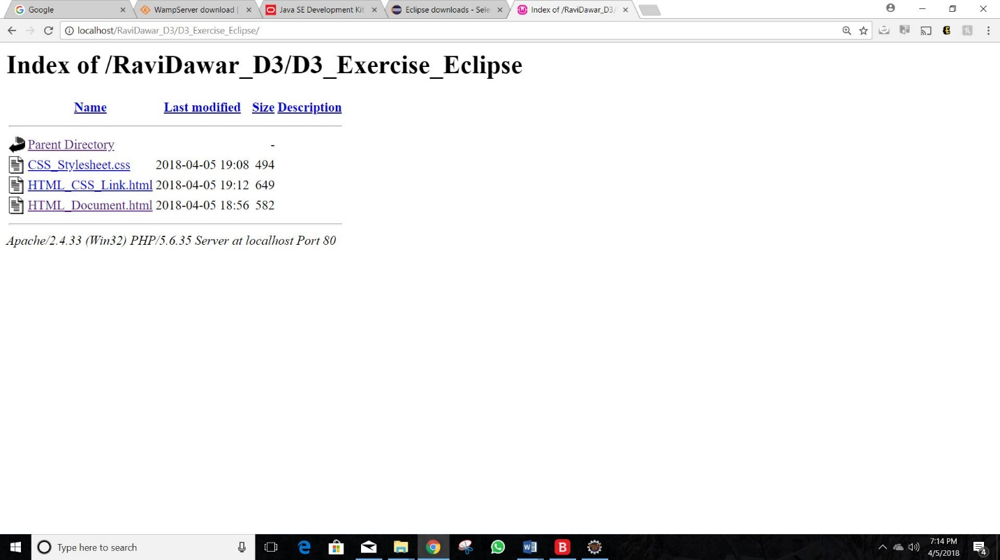 Google
WampServer download |
Java SE Development Kit
Eclipse downloads - Sele
Index of /RaviDawar_D3/
localhost/RaviDawar_D3/D3_Exercise_Eclipse/
Index of /RaviDawar_D3/D3_Exercise_Eclipse
Name Last modified Size Description
Parent Directory -
CSS_Stylesheet.css 2018-04-05 19:08 494
HTML_CSS_Link.html 2018-04-05 19:12 649
HTML_Document.html 2018-04-05 18:56 582
Apache/2.4.33 (Win32) PHP/5.6.35 Server at localhost Port 80
Type here to search
7:14 PM
4/5/2018
4